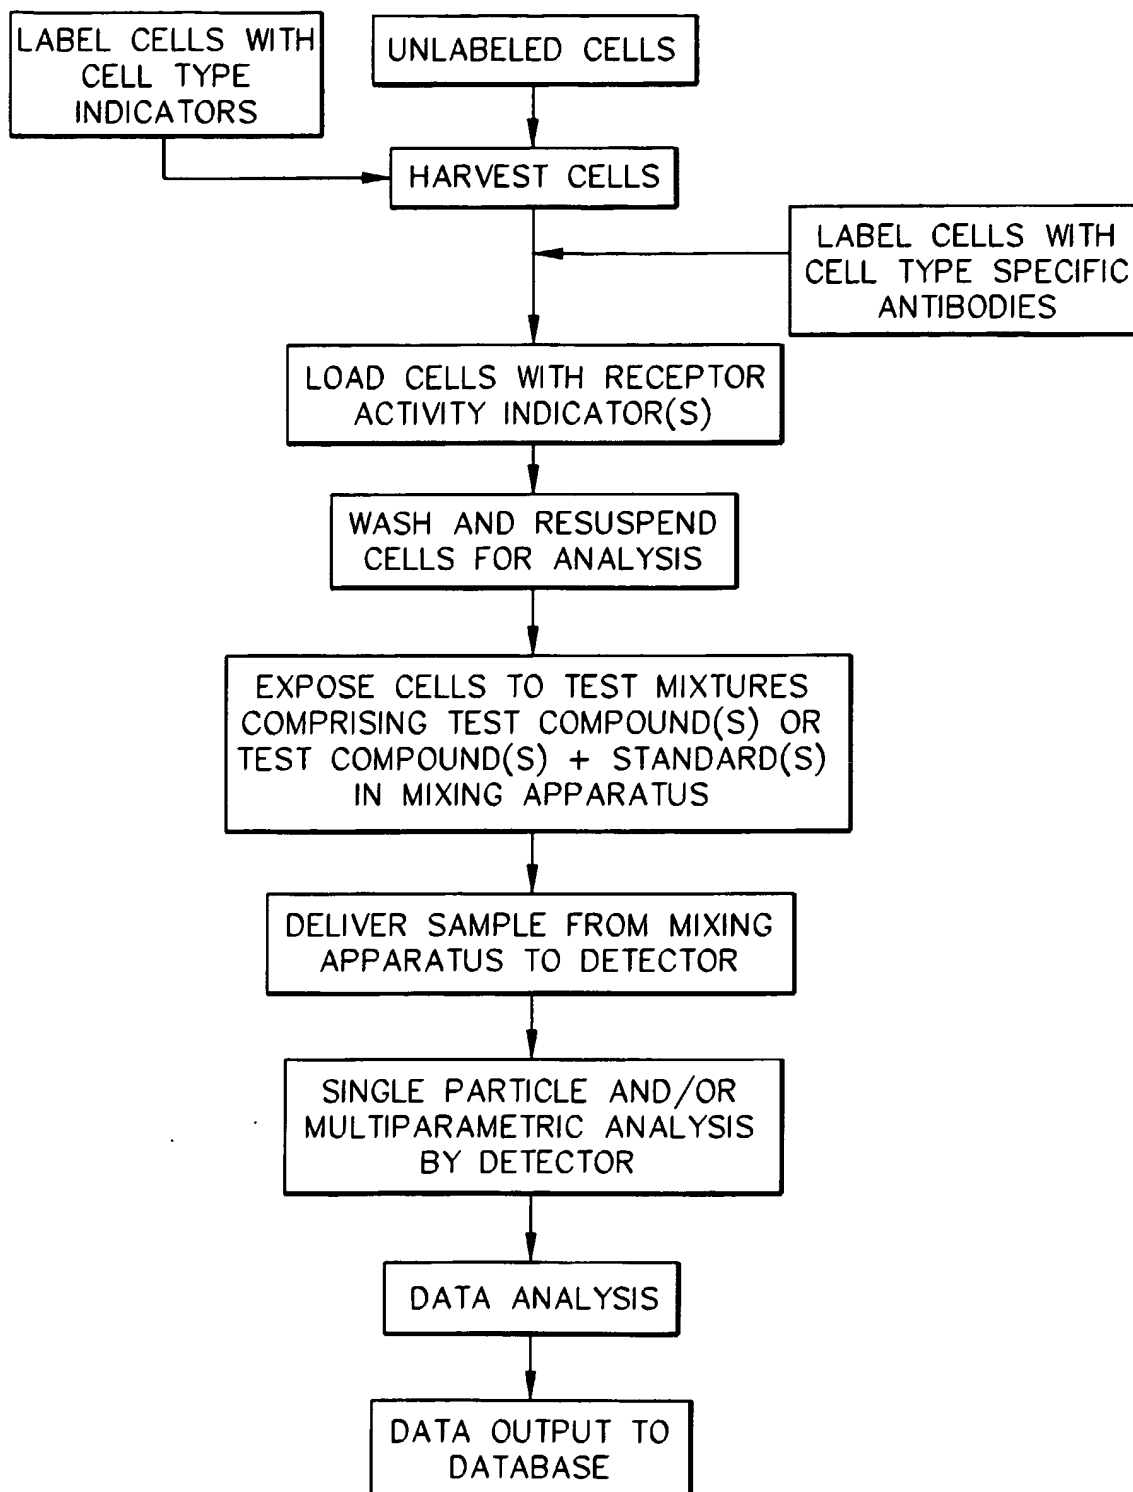 LABEL CELLS WITH
CELL TYPE
INDICATORS
UNLABELED CELLS
HARVEST CELLS
LABEL CELLS WITH
CELL TYPE SPECIFIC
ANTIBODIES
LOAD CELLS WITH RECEPTOR
ACTIVITY INDICATOR(S)
WASH AND RESUSPEND
CELLS FOR ANALYSIS
EXPOSE CELLS TO TEST MIXTURES
COMPRISING TEST COMPOUND(S) OR
TEST COMPOUND(S) + STANDARD(S)
IN MIXING APPARATUS
DELIVER SAMPLE FROM MIXING
APPARATUS TO DETECTOR
SINGLE PARTICLE AND/OR
MULTIPARAMETRIC ANALYSIS
BY DETECTOR
DATA ANALYSIS
DATA OUTPUT TO
DATABASE